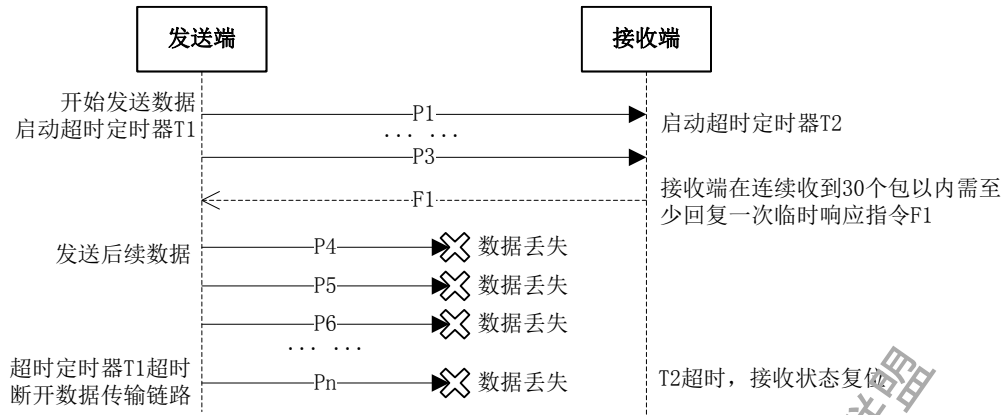 发送端
接收端
开始发送数据
启动超时定时器T1
P1
... ...
启动超时定时器T2
P3
接收端在连续收到30个包以内需至
少回复一次临时响应指令F1
F1
发送后续数据
P4
数据丢失
P5
数据丢失
P6
数据丢失
... ...
超时定时器T1超时
断开数据传输链路
Pn
数据丢失
T2超时，接收状态复位
联盟